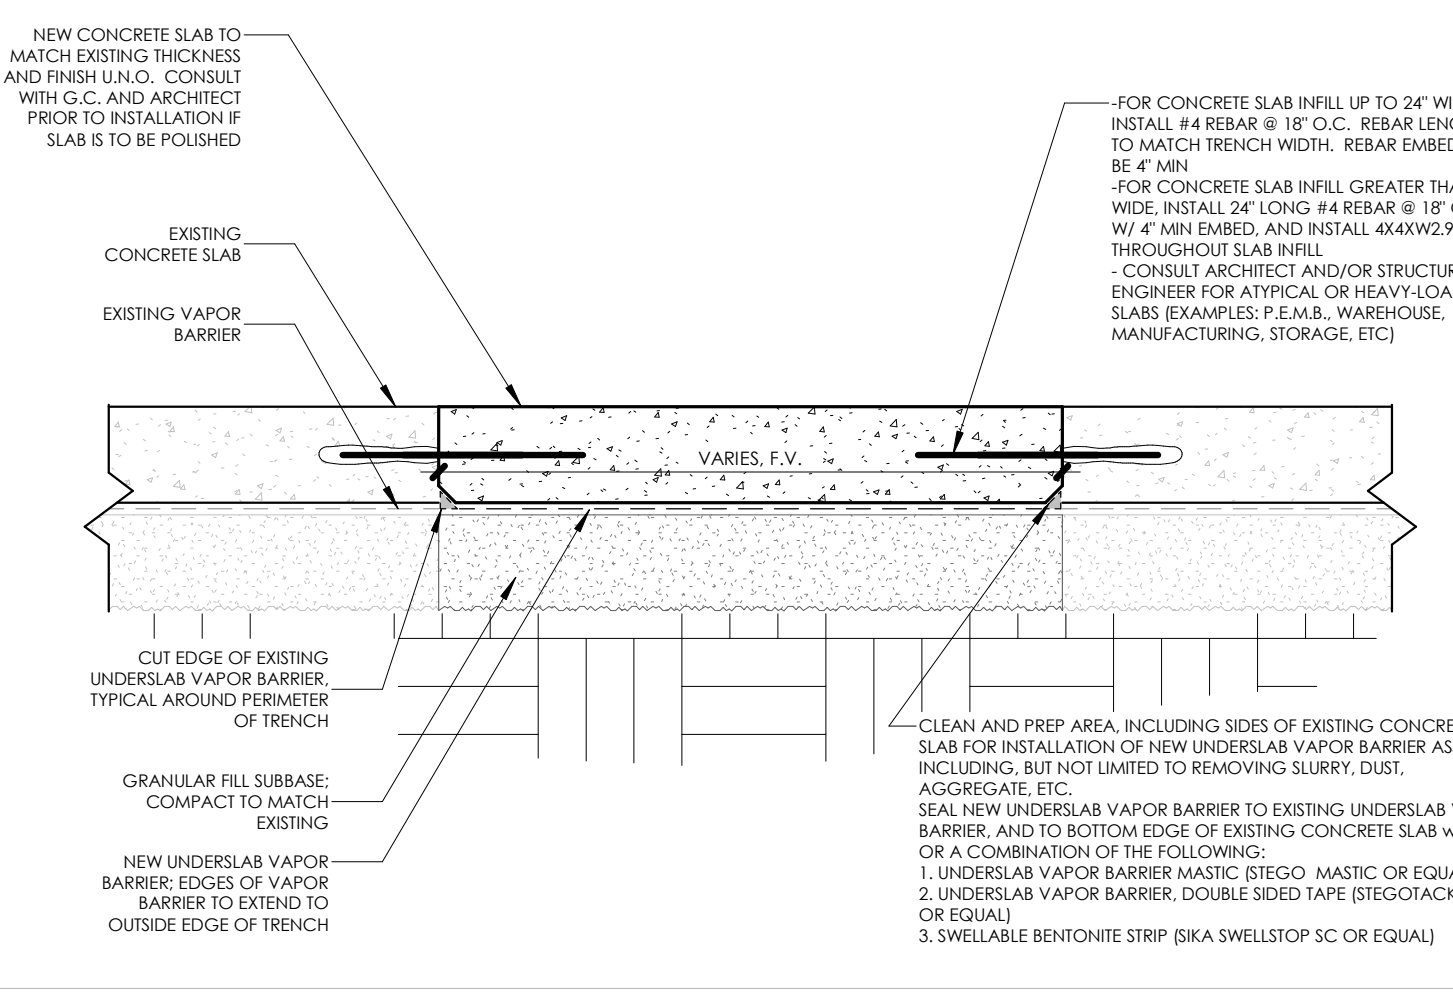 NEW CONCRETE SLAB TO
MATCH EXISTING THICKNESS
AND FINISH U.N.O. CONSULT
WITH G.C. AND ARCHITECT
PRIOR TO INSTALLATION IF
SLAB IS TO BE POLISHED
EXISTING
CONCRETE SLAB
EXISTING VAPOR
BARRIER
-FOR CONCRETE SLAB INFILL UP TO 24" WI
INSTALL #4 REBAR @ 18" O.C. REBAR LENG
TO MATCH TRENCH WIDTH. REBAR EMBED
BE 4" MIN
-FOR CONCRETE SLAB INFILL GREATER THA
WIDE, INSTALL 24" LONG #4 REBAR @ 18"
W/ 4" MIN EMBED, AND INSTALL 4X4XW2.9
THROUGHOUT SLAB INFILL
- CONSULT ARCHITECT AND/OR STRUCTUR
ENGINEER FOR ATYPICAL OR HEAVY-LOA
SLABS (EXAMPLES: P.E.M.B., WAREHOUSE,
MANUFACTURING, STORAGE, ETC)
VARIES, F.V.
CUT EDGE OF EXISTING
UNDERSLAB VAPOR BARRIER,
TYPICAL AROUND PERIMETER
OF TRENCH
GRANULAR FILL SUBBASE;
COMPACT TO MATCH
EXISTING
NEW UNDERSLAB VAPOR
BARRIER; EDGES OF VAPOR
BARRIER TO EXTEND TO
OUTSIDE EDGE OF TRENCH
CLEAN AND PREP AREA, INCLUDING SIDES OF EXISTING CONCRE
SLAB FOR INSTALLATION OF NEW UNDERSLAB VAPOR BARRIER AS
INCLUDING, BUT NOT LIMITED TO REMOVING SLURRY, DUST,
AGGREGATE, ETC.
SEAL NEW UNDERSLAB VAPOR BARRIER TO EXISTING UNDERSLAB
BARRIER, AND TO BOTTOM EDGE OF EXISTING CONCRETE SLAB w
OR A COMBINATION OF THE FOLLOWING:
1. UNDERSLAB VAPOR BARRIER MASTIC (STEGO MASTIC OR EQUA
2. UNDERSLAB VAPOR BARRIER, DOUBLE SIDED TAPE (STEGOTACK
OR EQUAL)
3. SWELLABLE BENTONITE STRIP (SIKA SWELLSTOP SC OR EQUAL)